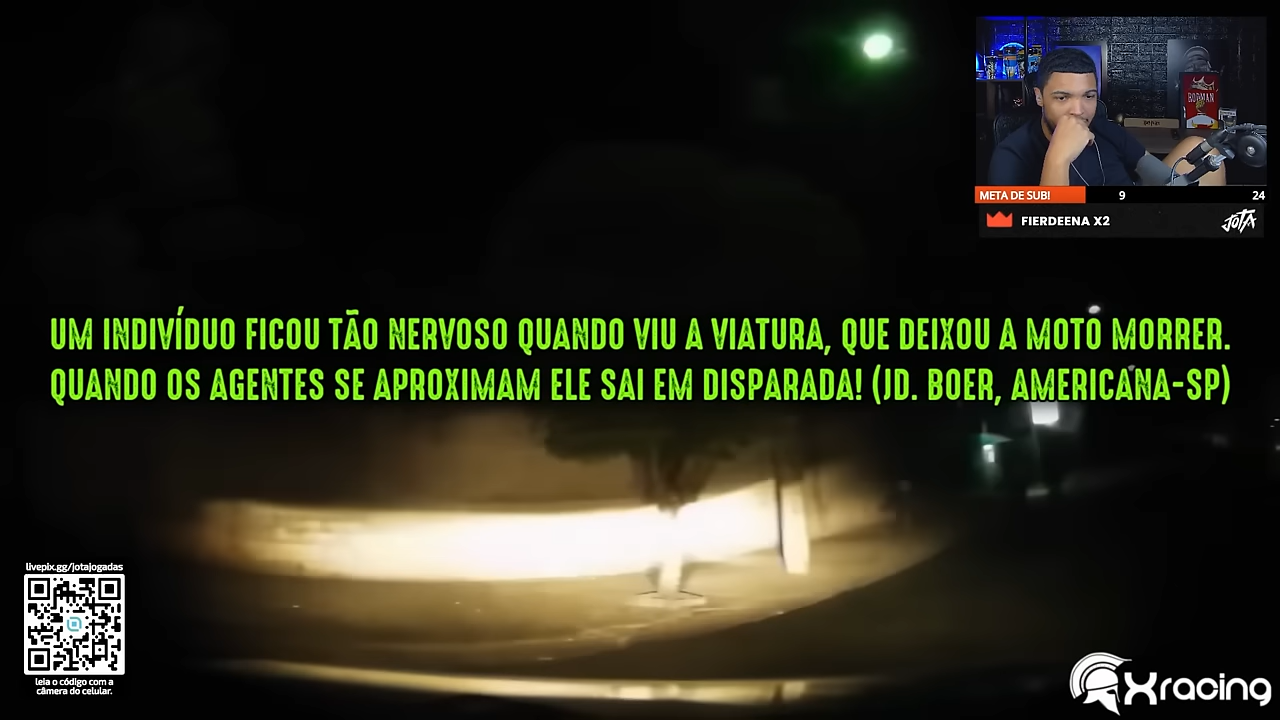 HORMAN
META DE SUBI 9 24
FIERDEENA X2
JOTA
UM INDIVÍDUO FICOU TÃO NERVOSO QUANDO VIU A VIATURA, QUE DEIXOU A MOTO MORRER.
QUANDO OS AGENTES SE APROXIMAM ELE SAI EM DISPARADA! (JD. BOER, AMERICANA-SP)
livepix.gg/jotajogadas
leia o código com a
câmera do celular.
Xracing